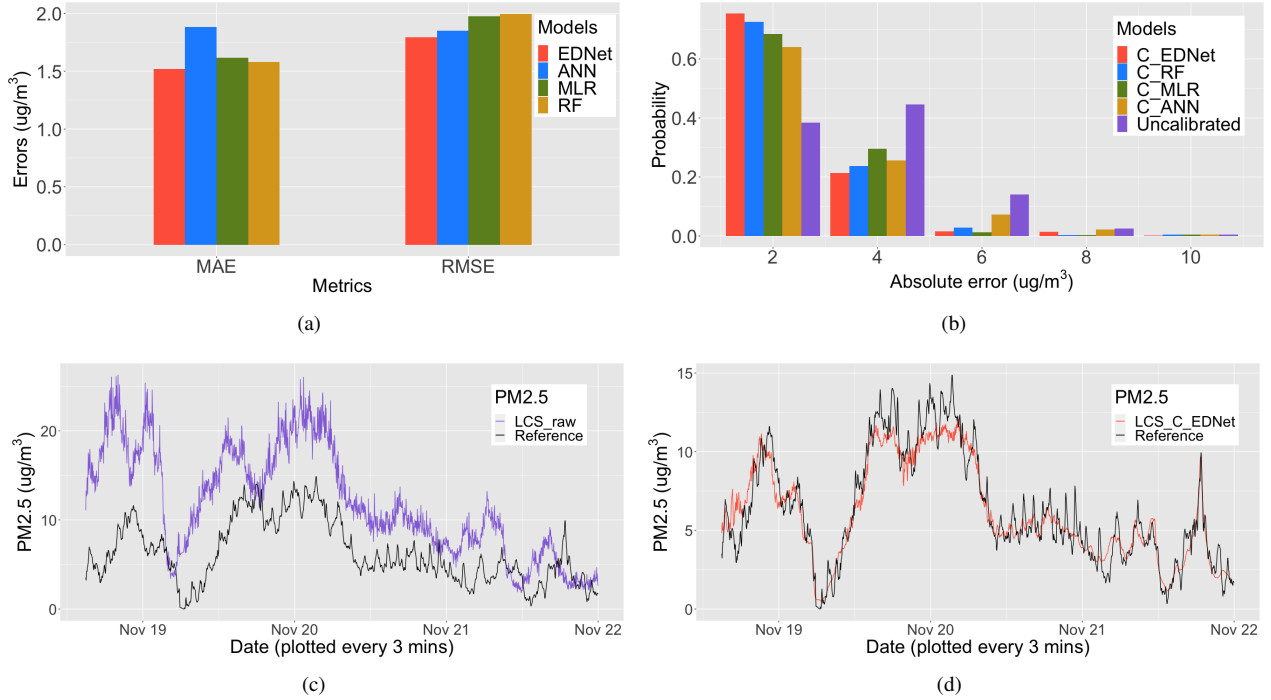 2.0
1.5
1.0
0.5
0.0
Errors (ug/m³)
MAE
RMSE
Metrics
Models
EDNet
ANN
MLR
RF
(a)
0.6
0.4
0.2
0.0
Probability
2
4
6
8
10
Absolute error (ug/m³)
Models
C_EDNet
C_RF
C_MLR
C_ANN
Uncalibrated
(b)
20
10
0
PM2.5 (ug/m³)
Nov 19
Nov 20
Nov 21
Nov 22
Date (plotted every 3 mins)
PM2.5
LCS_raw
Reference
(c)
15
10
5
0
PM2.5 (ug/m³)
Nov 19
Nov 20
Nov 21
Nov 22
Date (plotted every 3 mins)
PM2.5
LCS_C_EDNet
Reference
(d)